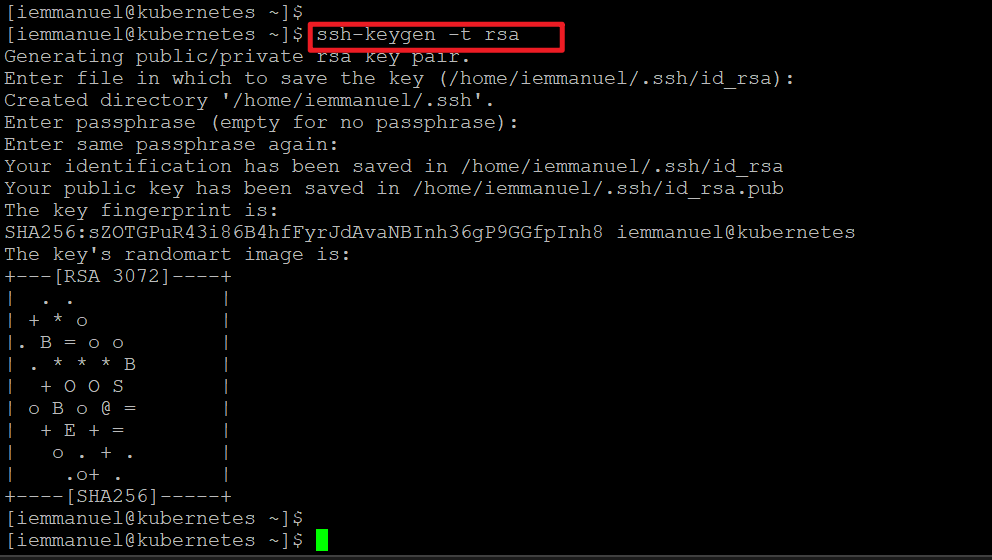 [iemmanuel@kubernetes ~]$
[iemmanuel@kubernetes ~]$ ssh-keygen -t rsa
Generating public/private rsa key pair.
Enter file in which to save the key (/home/iemmanuel/.ssh/id_rsa):
Created directory '/home/iemmanuel/.ssh'.
Enter passphrase (empty for no passphrase):
Enter same passphrase again:
Your identification has been saved in /home/iemmanuel/.ssh/id_rsa
Your public key has been saved in /home/iemmanuel/.ssh/id_rsa.pub
The key fingerprint is:
SHA256:sZOTGPuR43i86B4hfFyrJdAvaNBInh36gP9GGfpInh8 iemmanuel@kubernetes
The key's randomart image is:
+---[RSA 3072]----+
|  . .            |
| + * o           |
|. B = o o        |
| . * * * B       |
|  + O O S        |
| o B o @ =       |
|  + E + =        |
|   o . + .       |
|    .o+ .        |
+----[SHA256]-----+
[iemmanuel@kubernetes ~]$
[iemmanuel@kubernetes ~]$